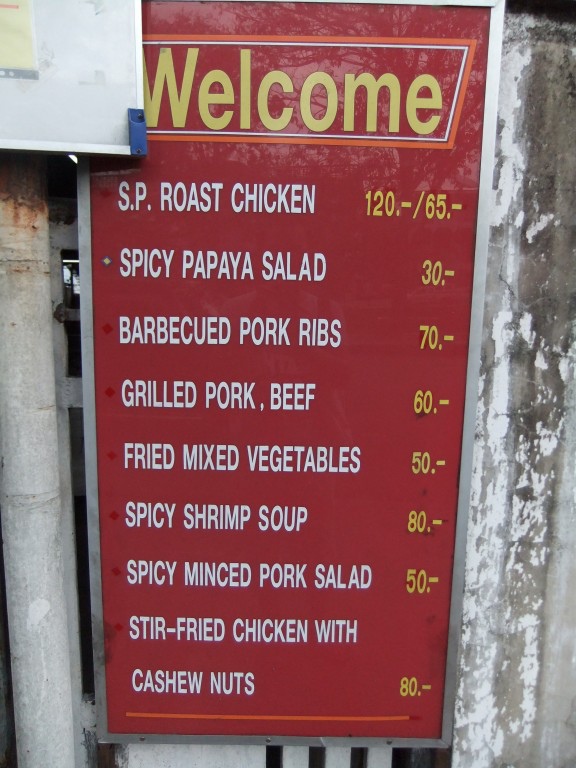 Welcome
S.P. ROAST CHICKEN 120.-/65.-
SPICY PAPAYA SALAD 30.-
BARBECUED PORK RIBS 70.-
GRILLED PORK, BEEF 60.-
FRIED MIXED VEGETABLES 50.-
SPICY SHRIMP SOUP 80.-
SPICY MINCED PORK SALAD 50.-
STIR-FRIED CHICKEN WITH
CASHEW NUTS 80.-